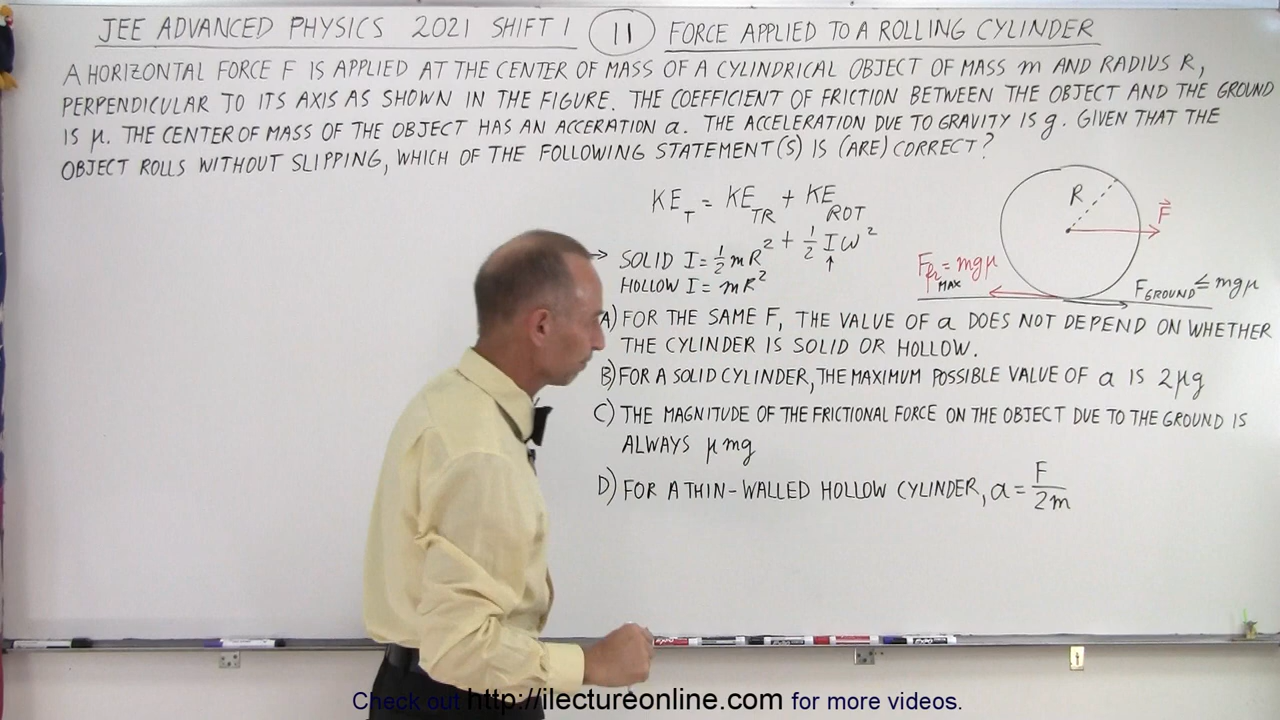 JEE ADVANCED PHYSICS 2021 SHIFT 1 11 FORCE APPLIED TO A ROLLING CYLINDER
A HORIZONTAL FORCE F IS APPLIED AT THE CENTER OF MASS OF A CYLINDRICAL OBJECT OF MASS m AND RADIUS R,
PERPENDICULAR TO ITS AXIS AS SHOWN IN THE FIGURE. THE COEFFICIENT OF FRICTION BETWEEN THE OBJECT AND THE GROUND
IS μ. THE CENTER OF MASS OF THE OBJECT HAS AN ACCERATION a. THE ACCELERATION DUE TO GRAVITY IS g. GIVEN THAT THE
OBJECT ROLLS WITHOUT SLIPPING, WHICH OF THE FOLLOWING STATEMENT(S) IS (ARE) CORRECT?
KE_T = KE_TR + KE_ROT
+ ½ I ω²
→ SOLID I = ½ mR²
HOLLOW I = mR²
R
F⃗
F_fr MAX = mgμ
F_GROUND ≤ mgμ
A) FOR THE SAME F, THE VALUE OF a DOES NOT DEPEND ON WHETHER
THE CYLINDER IS SOLID OR HOLLOW.
B) FOR A SOLID CYLINDER, THE MAXIMUM POSSIBLE VALUE OF a IS 2μg
C) THE MAGNITUDE OF THE FRICTIONAL FORCE ON THE OBJECT DUE TO THE GROUND IS
ALWAYS μmg
D) FOR A THIN-WALLED HOLLOW CYLINDER, a = F/2m
Check out http://ilectureonline.com for more videos.